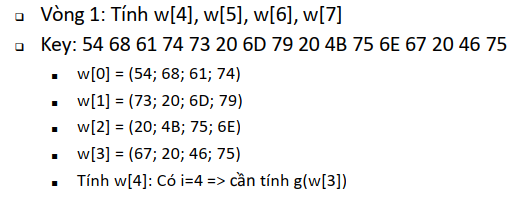 Vòng 1: Tính w[4], w[5], w[6], w[7]
Key: 54 68 61 74 73 20 6D 79 20 4B 75 6E 67 20 46 75
w[0] = (54; 68; 61; 74)
w[1] = (73; 20; 6D; 79)
w[2] = (20; 4B; 75; 6E)
w[3] = (67; 20; 46; 75)
Tính w[4]: Có i=4 => cần tính g(w[3])